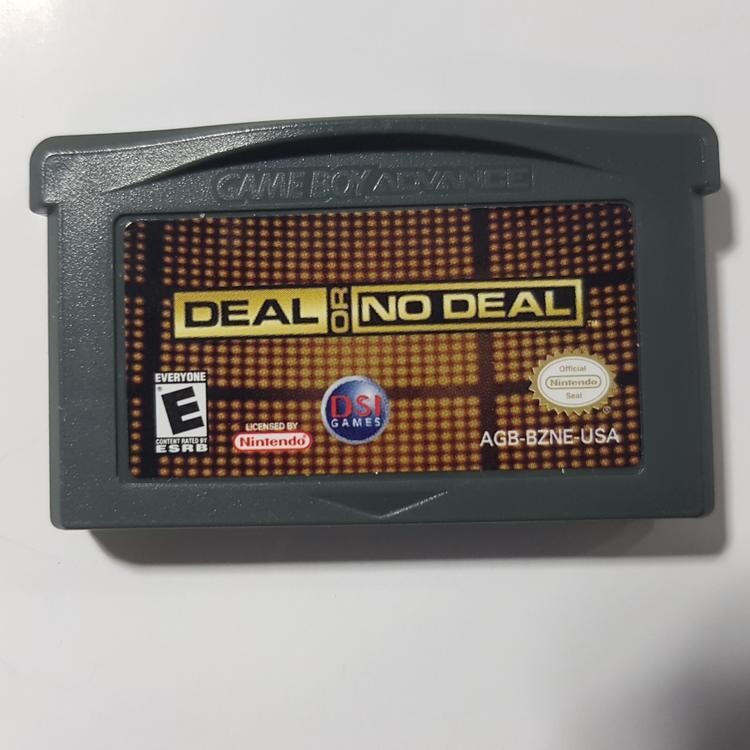 GAME BOY ADVANCE
DEAL OR NO DEAL ™
EVERYONE
E
CONTENT RATED BY
ESRB
LICENSED BY
Nintendo
DSI
GAMES
Official
Nintendo
Seal
AGB-BZNE-USA